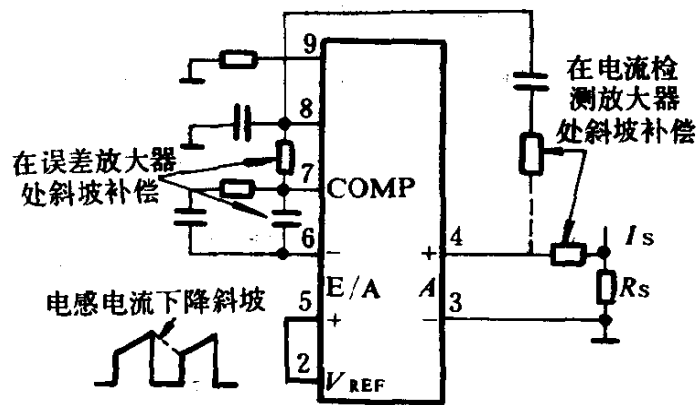 9
8
7
6
5
2
COMP
−
E/A
+
VREF
+
A
−
4
3
在误差放大器
处斜坡补偿
在电流检
测放大器
处斜坡补偿
Is
Rs
电感电流下降斜坡